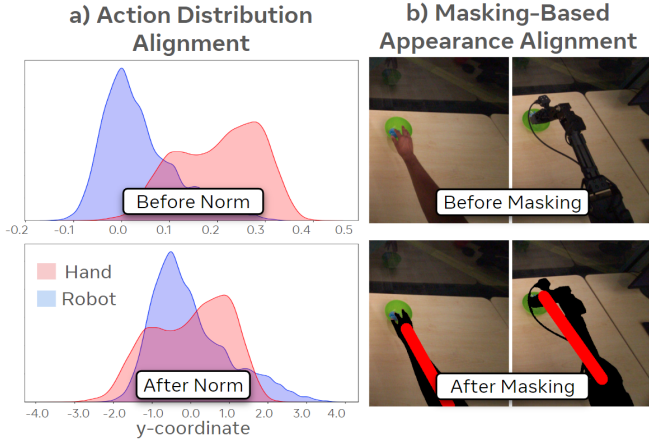 a) Action Distribution
Alignment
b) Masking-Based
Appearance Alignment
Before Norm
-0.2 -0.1 0.0 0.1 0.2 0.3 0.4 0.5
Before Masking
Hand
Robot
After Norm
-4.0 -3.0 -2.0 -1.0 -0.0 1.0 2.0 3.0 4.0
y-coordinate
After Masking